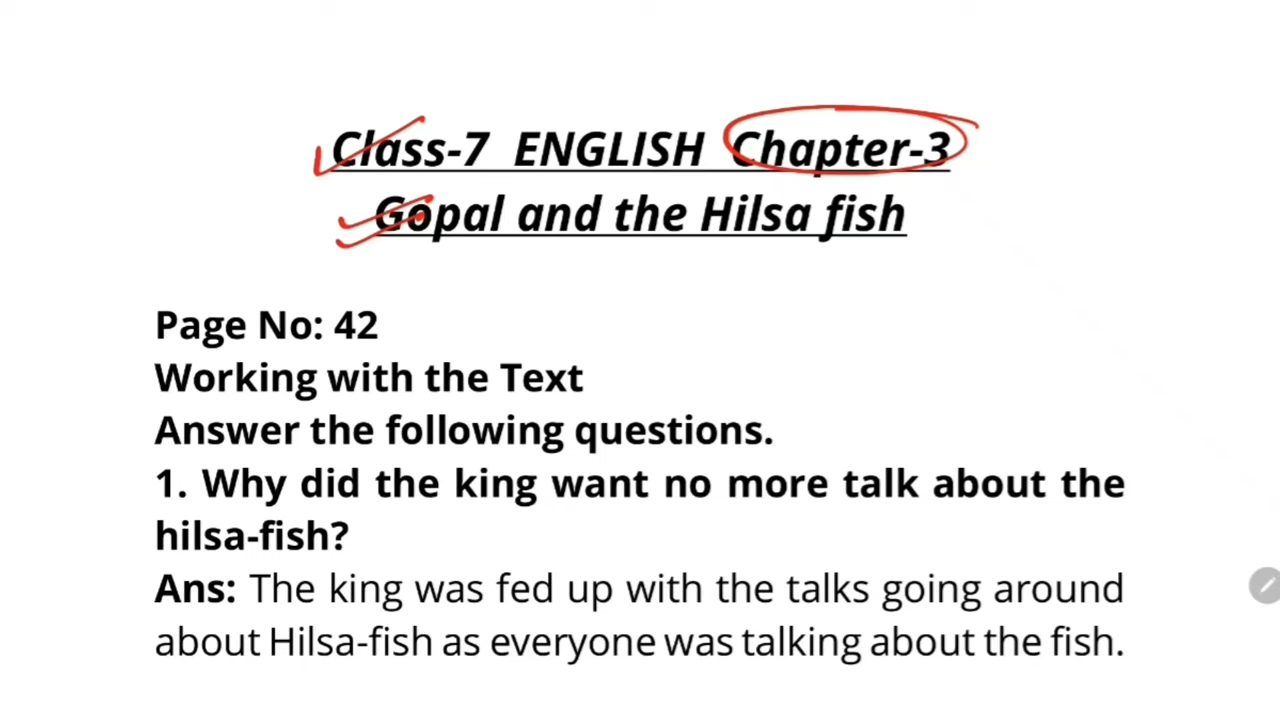 Class-7 ENGLISH Chapter-3
Gopal and the Hilsa fish
Page No: 42
Working with the Text
Answer the following questions.
1. Why did the king want no more talk about the
hilsa-fish?
Ans: The king was fed up with the talks going around
about Hilsa-fish as everyone was talking about the fish.